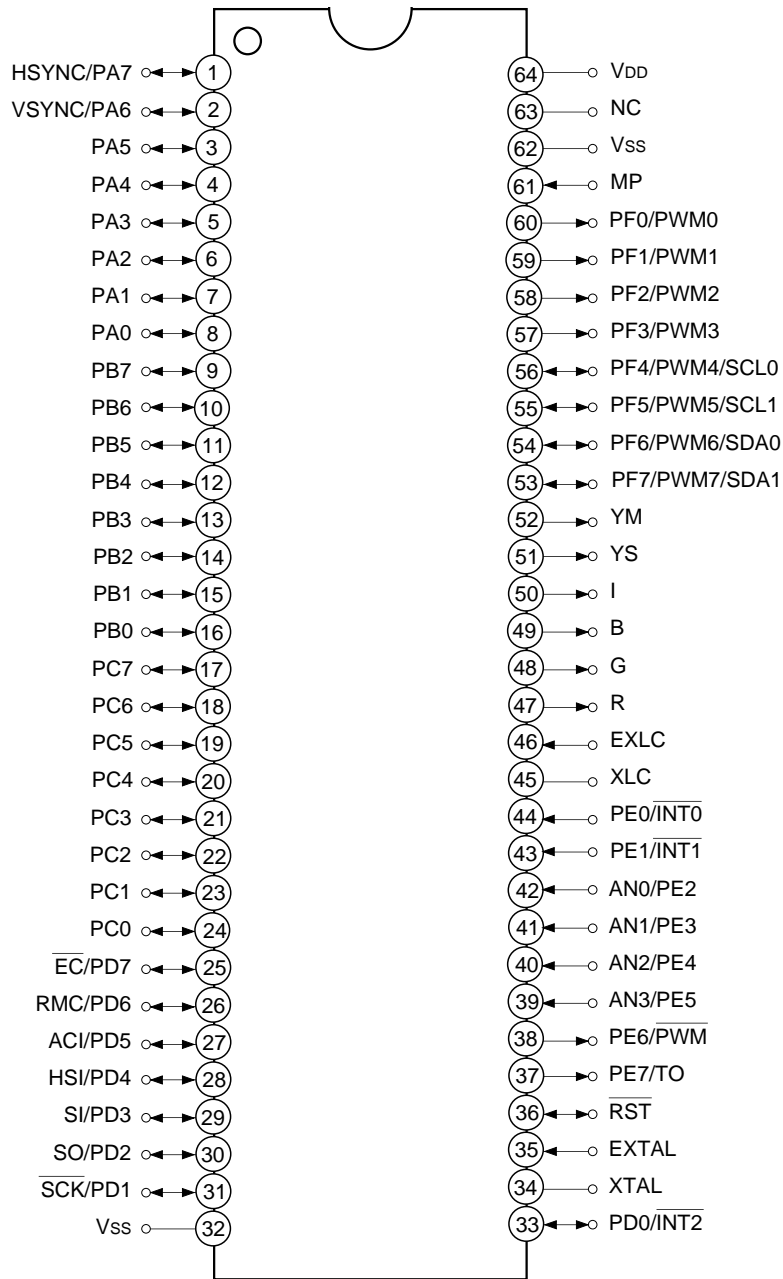 HSYNC/PA7 1 64 VDD
VSYNC/PA6 2 63 NC
PA5 3 62 VSS
PA4 4 61 MP
PA3 5 60 PF0/PWM0
PA2 6 59 PF1/PWM1
PA1 7 58 PF2/PWM2
PA0 8 57 PF3/PWM3
PB7 9 56 PF4/PWM4/SCL0
PB6 10 55 PF5/PWM5/SCL1
PB5 11 54 PF6/PWM6/SDA0
PB4 12 53 PF7/PWM7/SDA1
PB3 13 52 YM
PB2 14 51 YS
PB1 15 50 I
PB0 16 49 B
PC7 17 48 G
PC6 18 47 R
PC5 19 46 EXLC
PC4 20 45 XLC
PC3 21 44 PE0/I̅N̅T̅0̅
PC2 22 43 PE1/I̅N̅T̅1̅
PC1 23 42 AN0/PE2
PC0 24 41 AN1/PE3
E̅C̅/PD7 25 40 AN2/PE4
RMC/PD6 26 39 AN3/PE5
ACI/PD5 27 38 PE6/P̅W̅M̅
HSI/PD4 28 37 PE7/TO
SI/PD3 29 36 R̅S̅T̅
SO/PD2 30 35 EXTAL
S̅C̅K̅/PD1 31 34 XTAL
VSS 32 33 PD0/I̅N̅T̅2̅